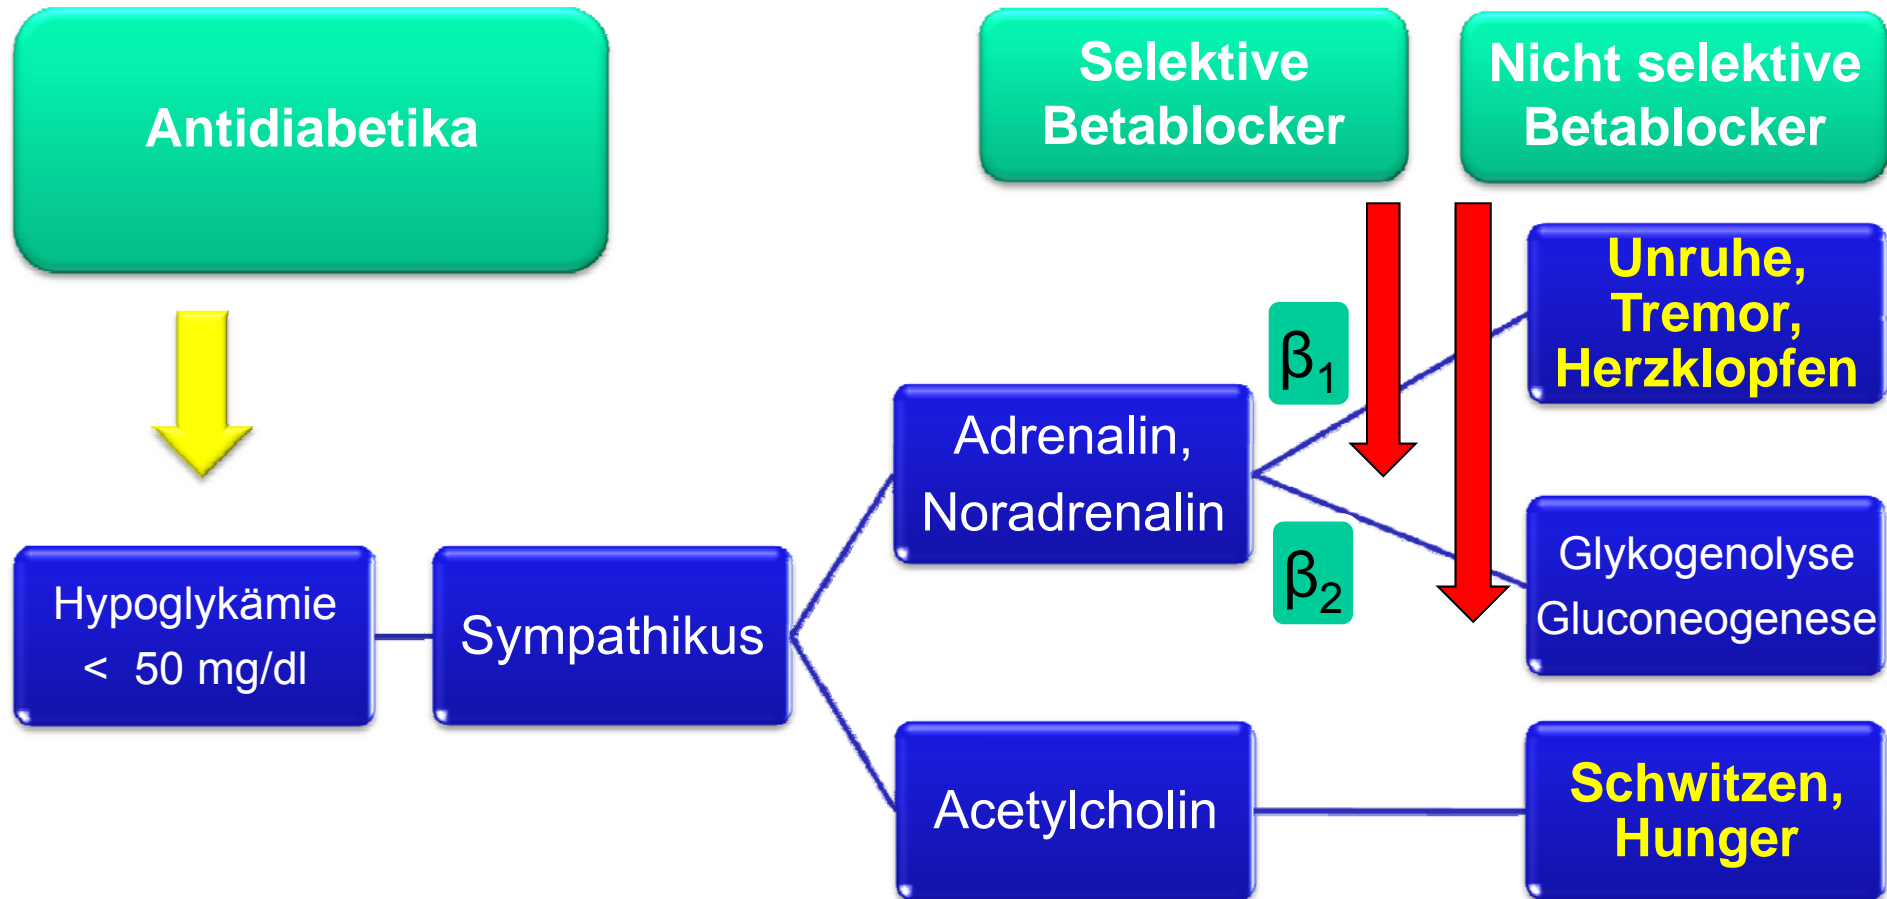 Antidiabetika
Selektive
Betablocker
Nicht selektive
Betablocker
Unruhe,
Tremor,
Herzklopfen
β1
Adrenalin,
Noradrenalin
β2
Glykogenolyse
Gluconeogenese
Hypoglykämie
< 50 mg/dl
Sympathikus
Acetylcholin
Schwitzen,
Hunger